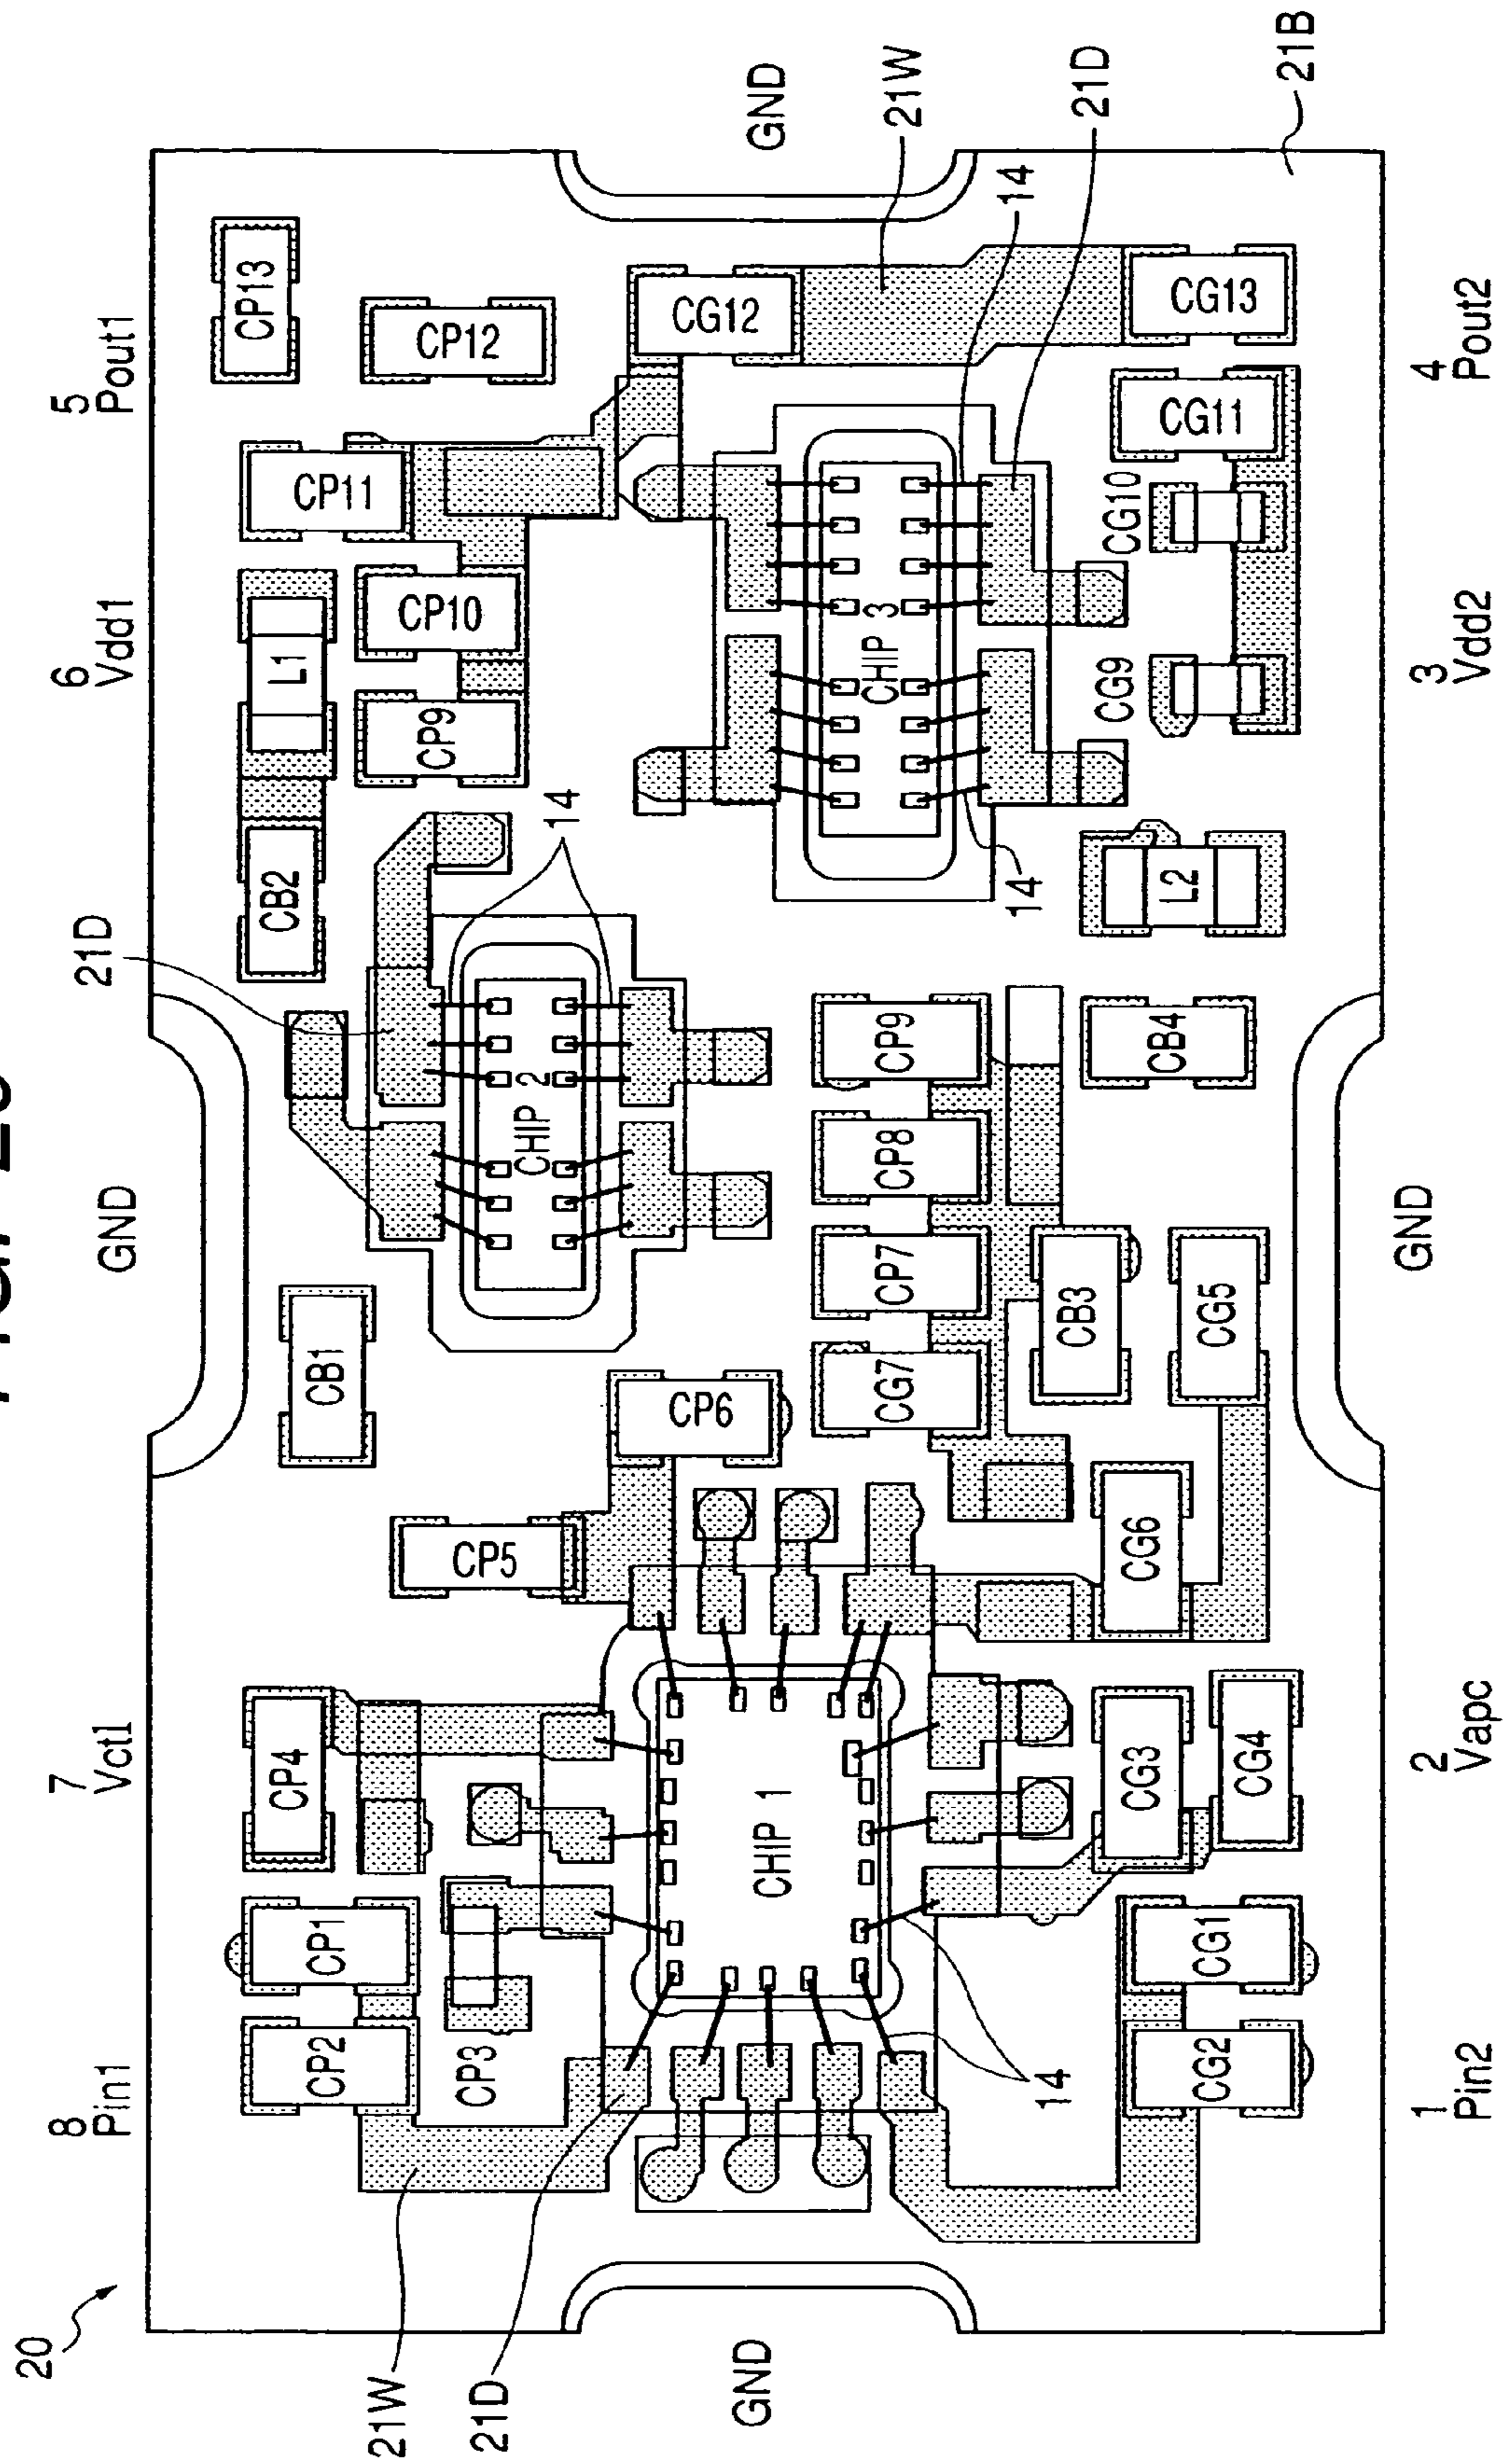 20
8
Pin1
7
Vctl
GND
21D
6
Vdd1
5
Pout1
CP2
CP1
CP4
CB1
CB2
L1
CP11
CP13
CP3
CP5
CP9
CP10
CP12
21W
21D
14
CP6
CHIP 1
CHIP 2
CHIP 3
CG12
GND
GND
21W
14
14
14
21D
CG7
CP7
CP8
CP9
CG2
CG1
CG3
CG4
CG6
CB3
CG5
CB4
L2
CG9
CG10
CG11
CG13
21B
1
Pin2
2
Vapc
GND
3
Vdd2
4
Pout2